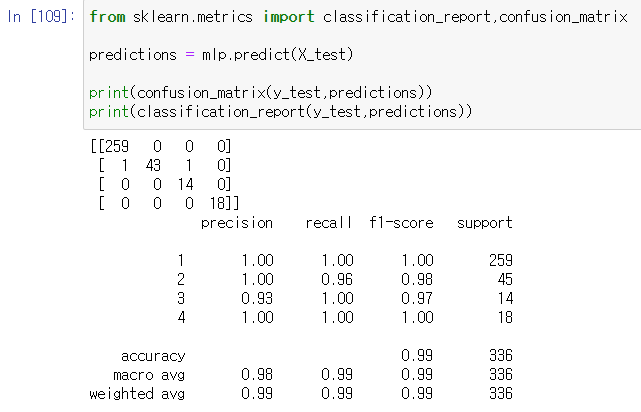 In [109]: from sklearn.metrics import classification_report,confusion_matrix
predictions = mlp.predict(X_test)
print(confusion_matrix(y_test,predictions))
print(classification_report(y_test,predictions))
[[259 0 0 0]
[ 1 43 1 0]
[ 0 0 14 0]
[ 0 0 0 18]]
precision recall f1-score support
1 1.00 1.00 1.00 259
2 1.00 0.96 0.98 45
3 0.93 1.00 0.97 14
4 1.00 1.00 1.00 18
accuracy 0.99 336
macro avg 0.98 0.99 0.99 336
weighted avg 0.99 0.99 0.99 336